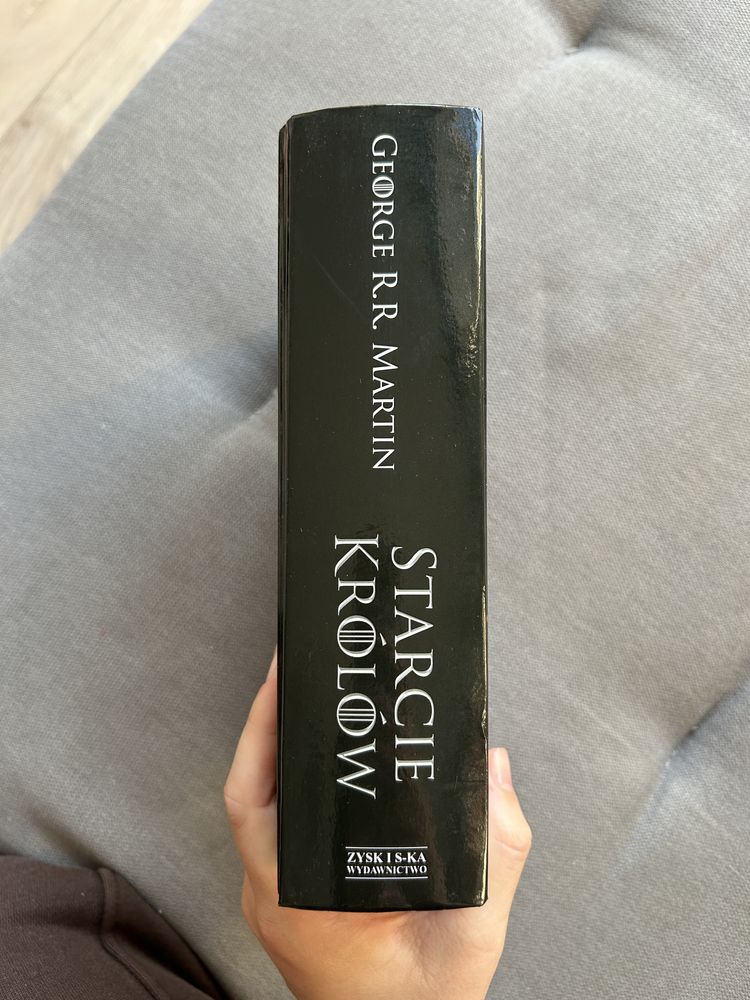 GEORGE R.R. MARTIN
STARCIE
KRÓLÓW
ZYSK I S-KA
WYDAWNICTWO